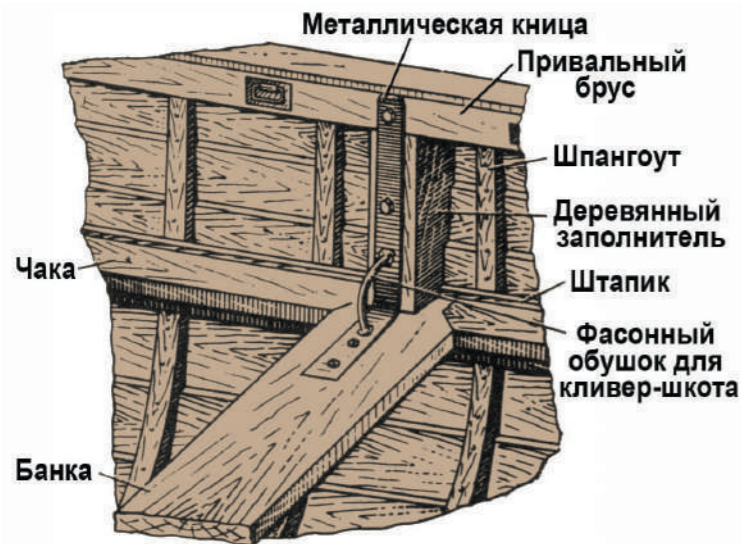 Металлическая кница
Привальный
брус
Шпангоут
Деревянный
заполнитель
Чака
Штапик
Фасонный
обушок для
кливер-шкота
Банка